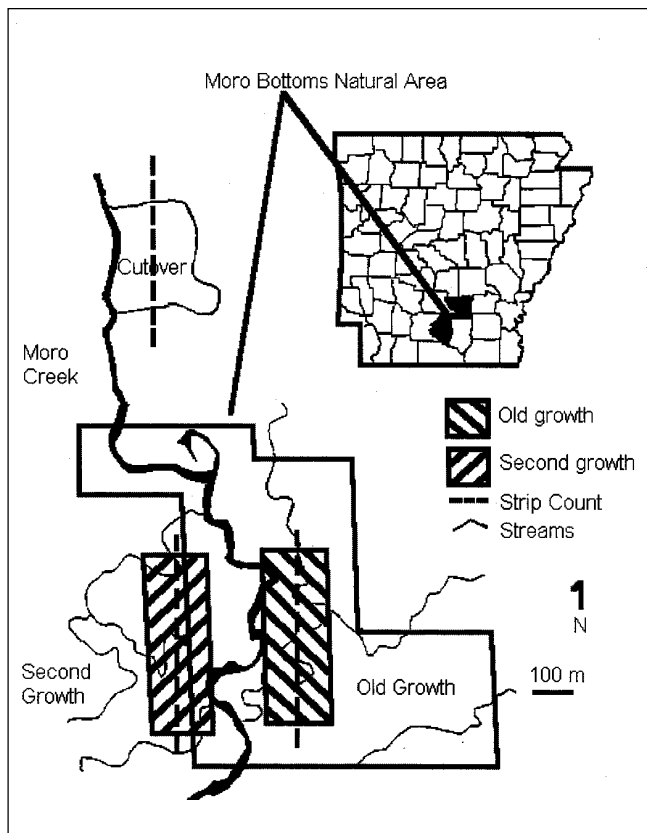 Moro Bottoms Natural Area
Cutover
Moro
Creek
Old growth
Second growth
Strip Count
Streams
N
Second
Growth
Old Growth
100 m